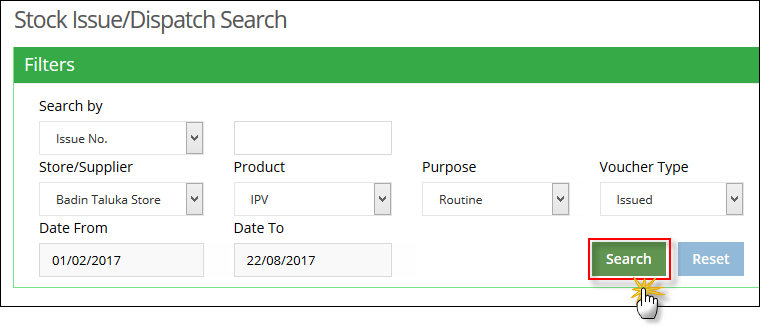 Stock Issue/Dispatch Search
Filters
Search by
Issue No.
Store/Supplier Product Purpose Voucher Type
Badin Taluka Store IPV Routine Issued
Date From Date To
01/02/2017 22/08/2017 Search Reset